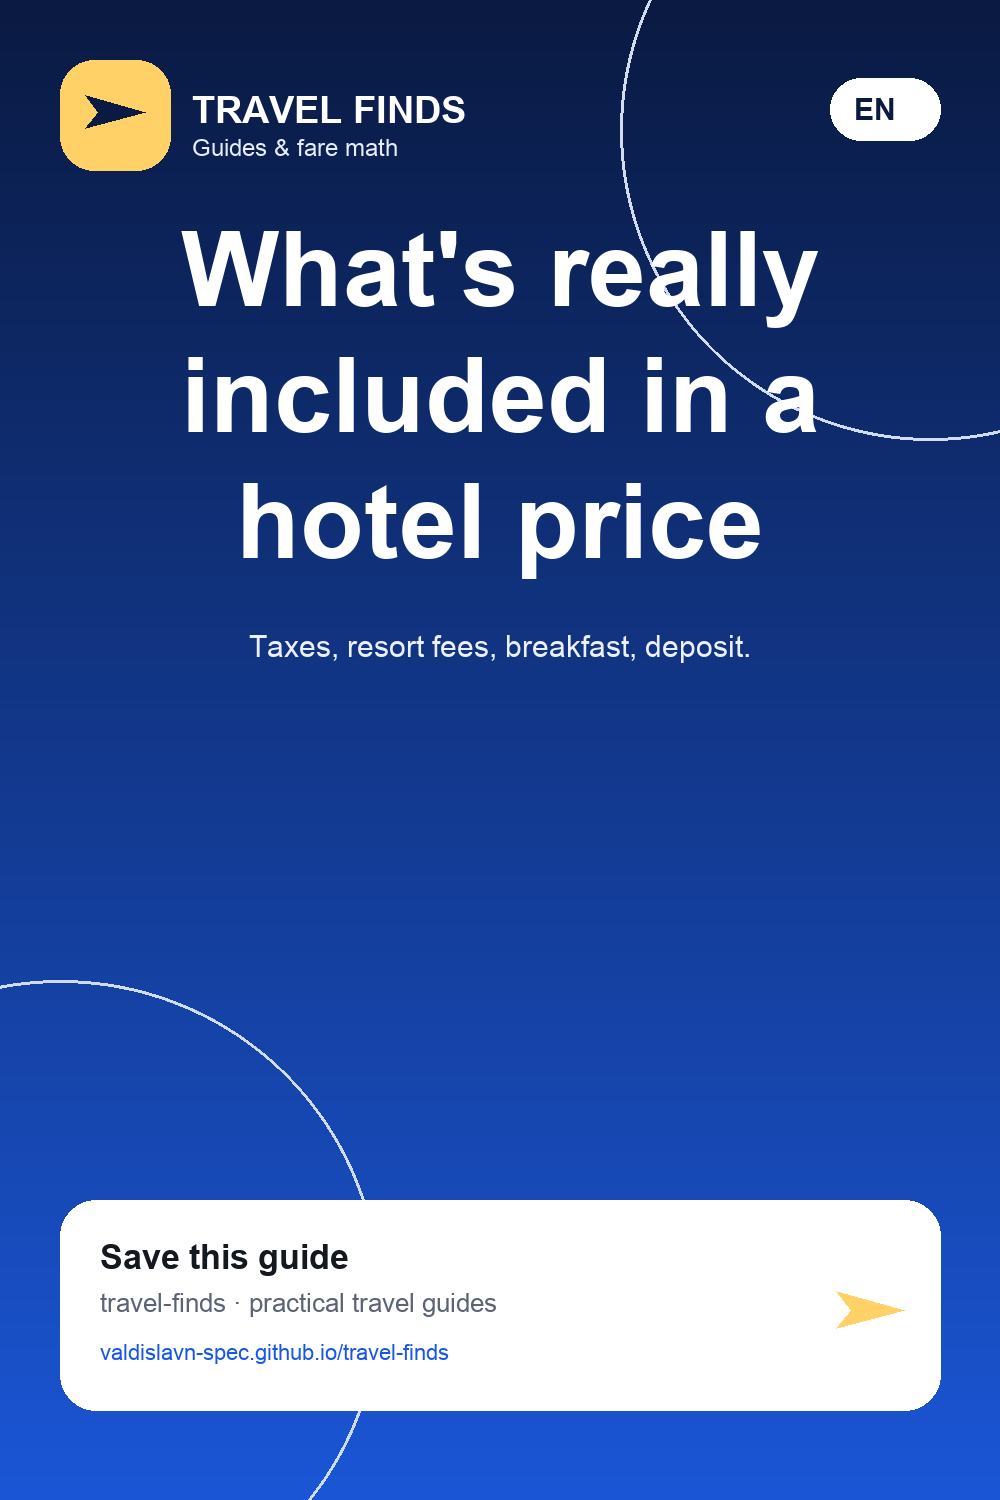 TRAVEL FINDS
Guides & fare math
EN
What's really
included in a
hotel price
Taxes, resort fees, breakfast, deposit.
Save this guide
travel-finds · practical travel guides
valdislavn-spec.github.io/travel-finds